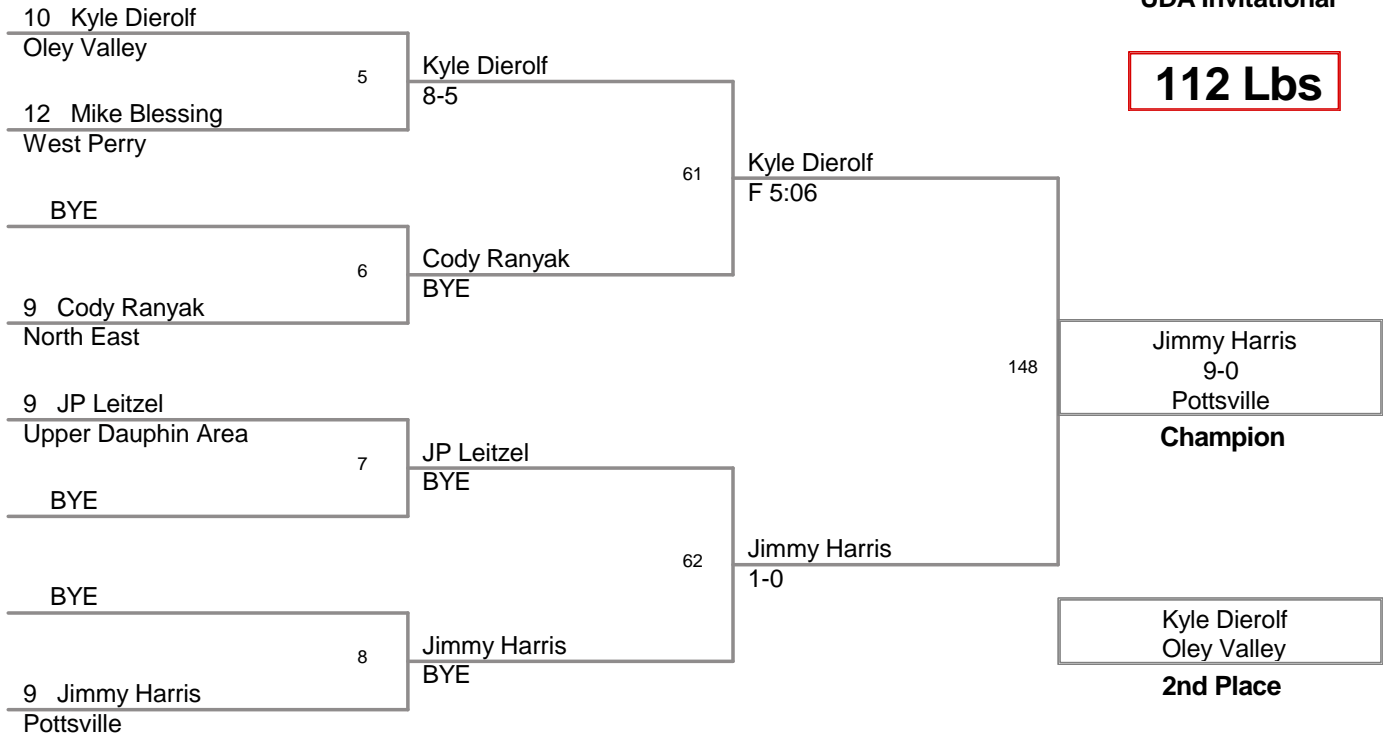 UDA Invitational
112 Lbs
10 Kyle Dierolf
Oley Valley
5
12 Mike Blessing
West Perry
Kyle Dierolf
8-5
BYE
6
9 Cody Ranyak
North East
Cody Ranyak
BYE
61
Kyle Dierolf
F 5:06
9 JP Leitzel
Upper Dauphin Area
7
BYE
JP Leitzel
BYE
BYE
8
9 Jimmy Harris
Pottsville
Jimmy Harris
BYE
62
Jimmy Harris
1-0
148
Jimmy Harris
9-0
Pottsville
Champion
Kyle Dierolf
Oley Valley
2nd Place